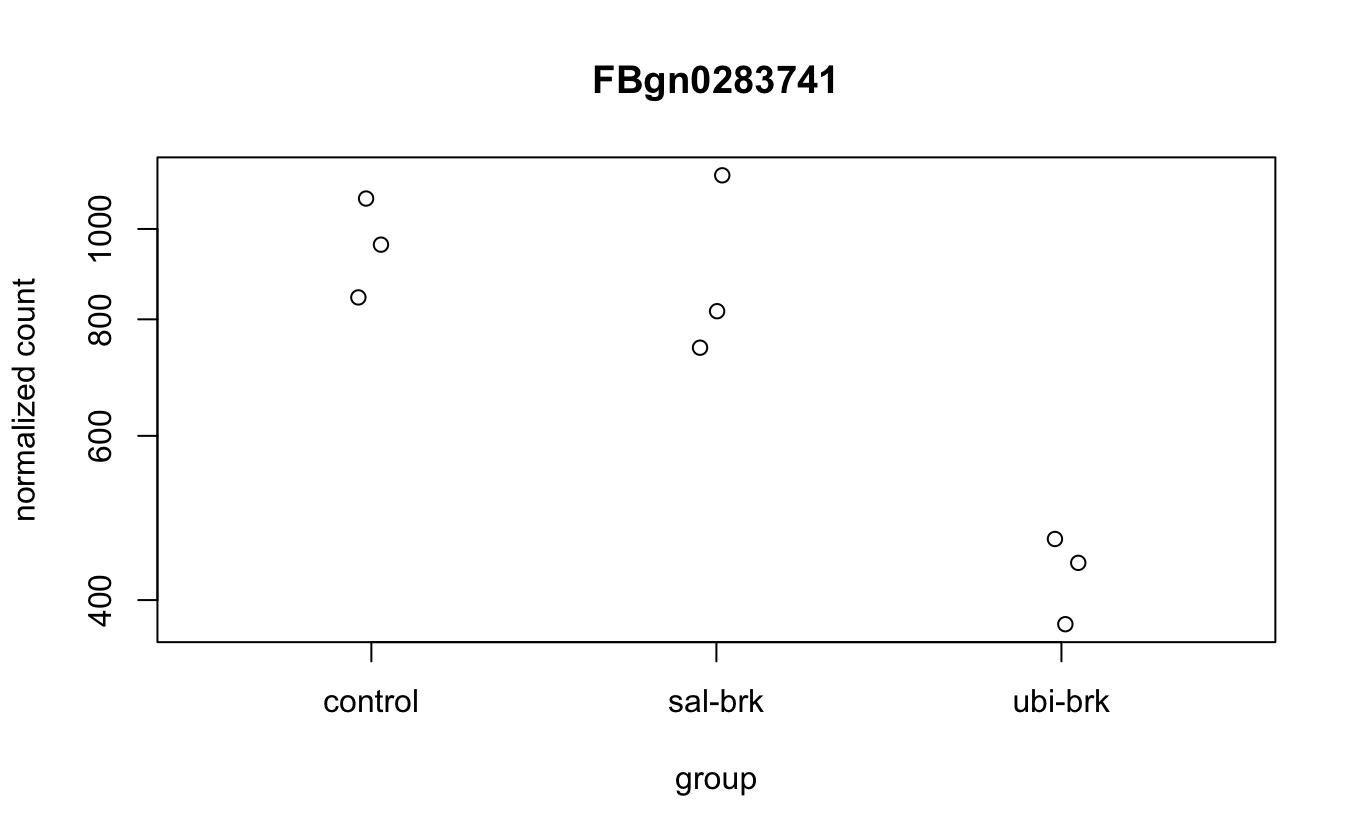 FBgn0283741
normalized count
1000
800
600
400
control sal-brk ubi-brk
group